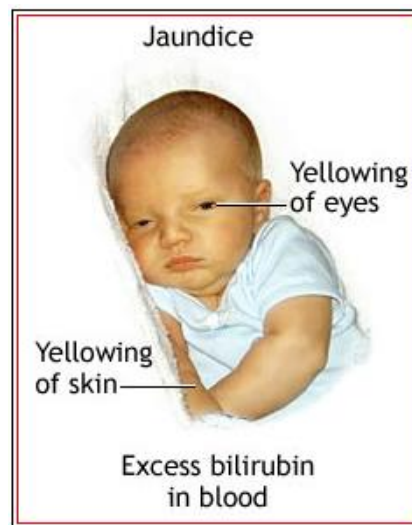 Jaundice
Yellowing
of eyes
Yellowing
of skin
Excess bilirubin
in blood